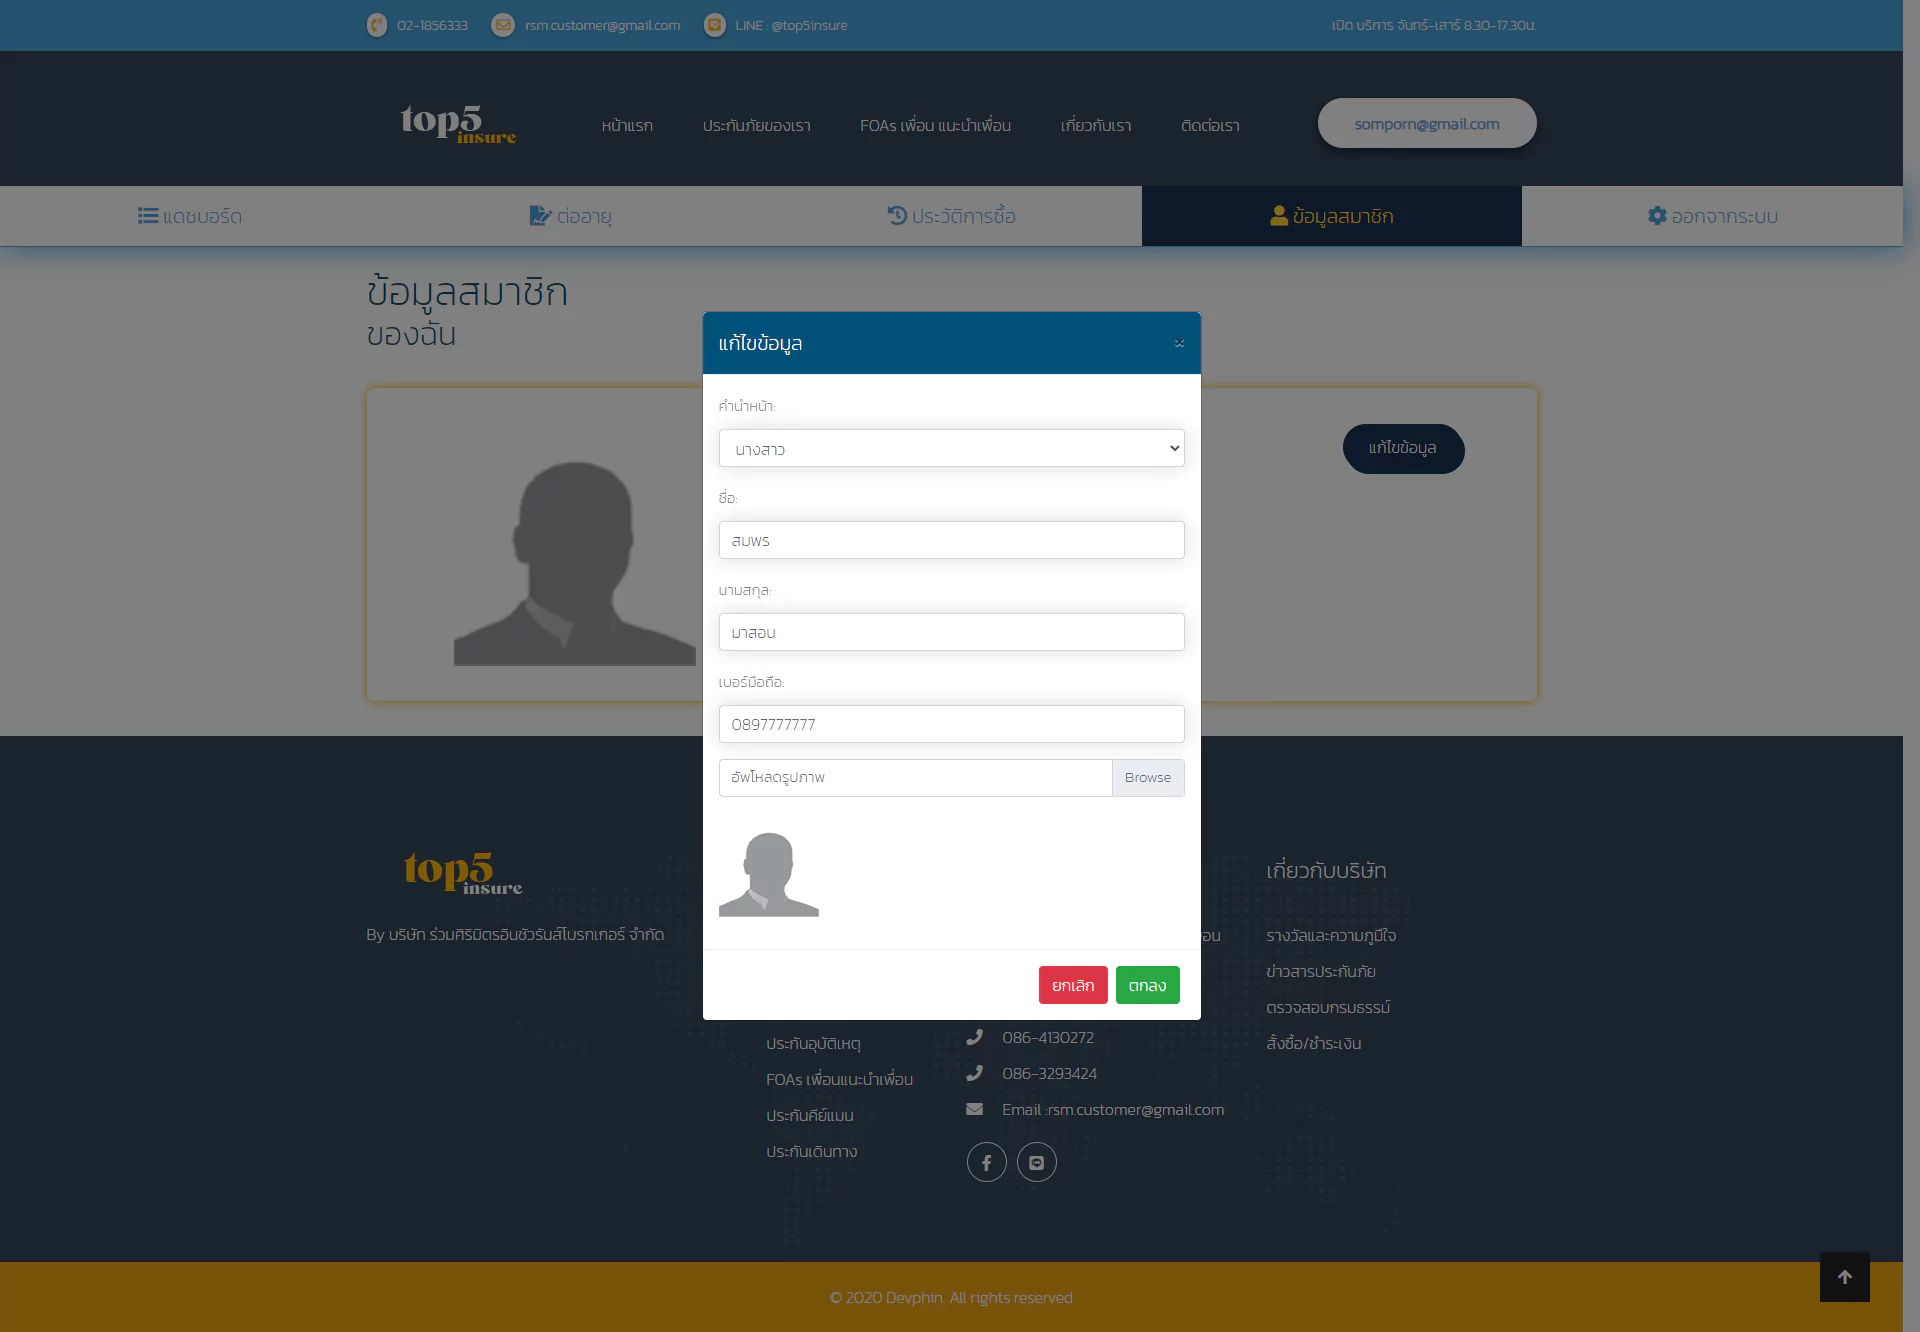 02-1856333 rsm.customer@gmail.com LINE : @top5insure เปิด บริการ จันทร์-เสาร์ 8.30-17.30น.
top5 insure หน้าแรก ประกันภัยของเรา FOAs เพื่อน แนะนำเพื่อน เกี่ยวกับเรา ติดต่อเรา somporn@gmail.com
แดชบอร์ด ต่ออายุ ประวัติการซื้อ ข้อมูลสมาชิก ออกจากระบบ
ข้อมูลสมาชิก
ของฉัน
แก้ไขข้อมูล
แก้ไขข้อมูล ×
คำนำหน้า:
นางสาว
ชื่อ:
สมพร
นามสกุล:
มาสอน
เบอร์มือถือ:
0897777777
อัพโหลดรูปภาพ Browse
ยกเลิก ตกลง
top5 insure
By บริษัท ร่วมศิริมิตรอินชัวรันส์โบรกเกอร์ จำกัด
ประกันอุบัติเหตุ
FOAs เพื่อนแนะนำเพื่อน
ประกันคีย์แมน
ประกันเดินทาง
086-4130272
086-3293424
Email :rsm.customer@gmail.com
เกี่ยวกับบริษัท
รางวัลและความภูมิใจ
ข่าวสารประกันภัย
ตรวจสอบกรมธรรม์
สั่งซื้อ/ชำระเงิน
© 2020 Devphin. All rights reserved